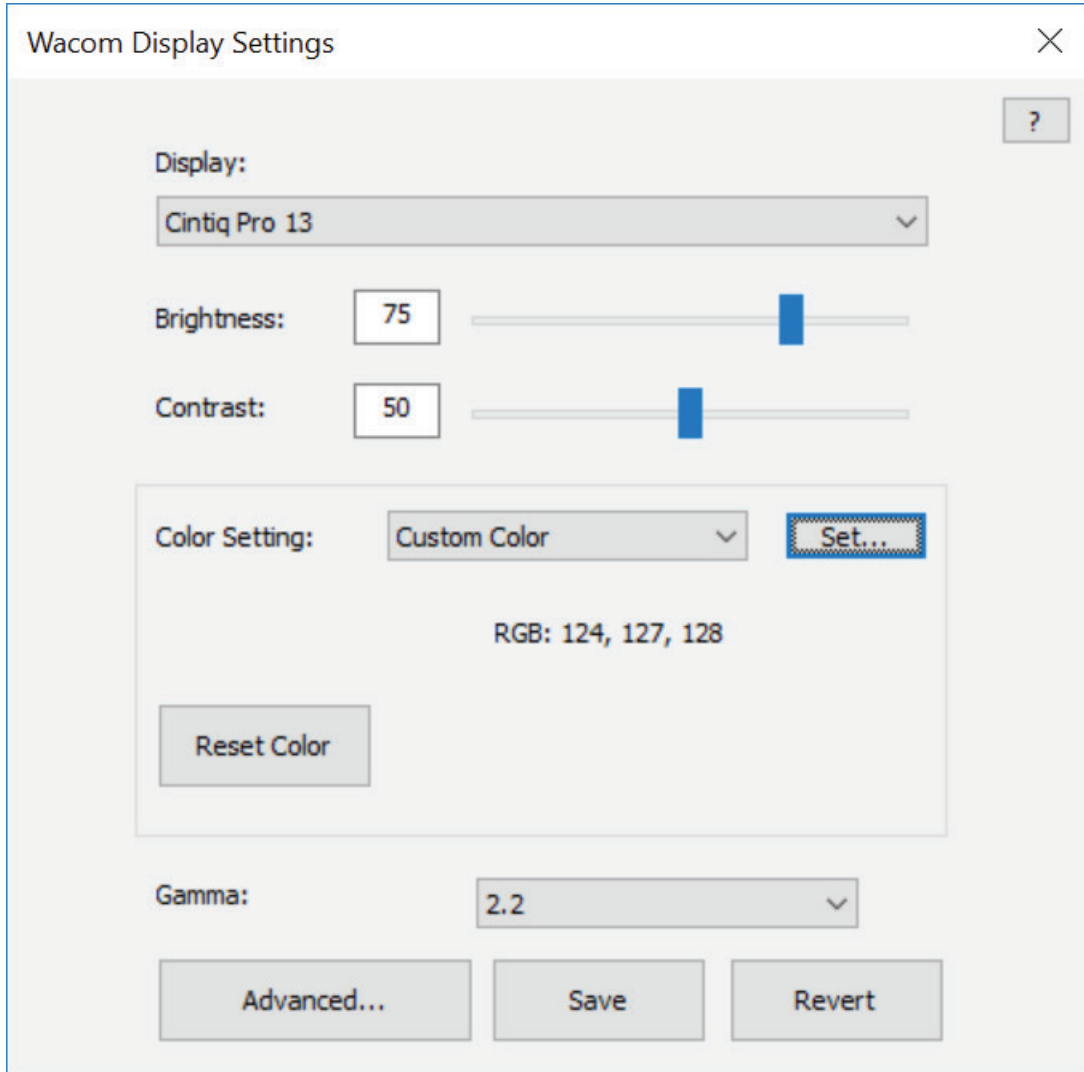 Wacom Display Settings
?
Display:
Cintiq Pro 13
Brightness: 75
Contrast: 50
Color Setting: Custom Color Set...
RGB: 124, 127, 128
Reset Color
Gamma: 2.2
Advanced... Save Revert